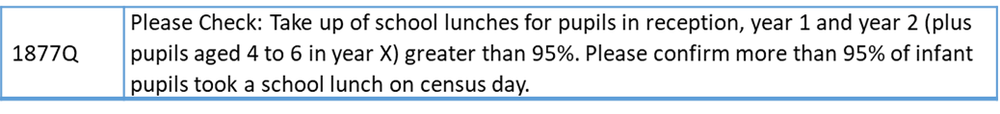 Please Check: Take up of school lunches for pupils in reception, year 1 and year 2 (plus
1877Q pupils aged 4 to 6 in year X) greater than 95%. Please confirm more than 95% of infant
pupils took a school lunch on census day.